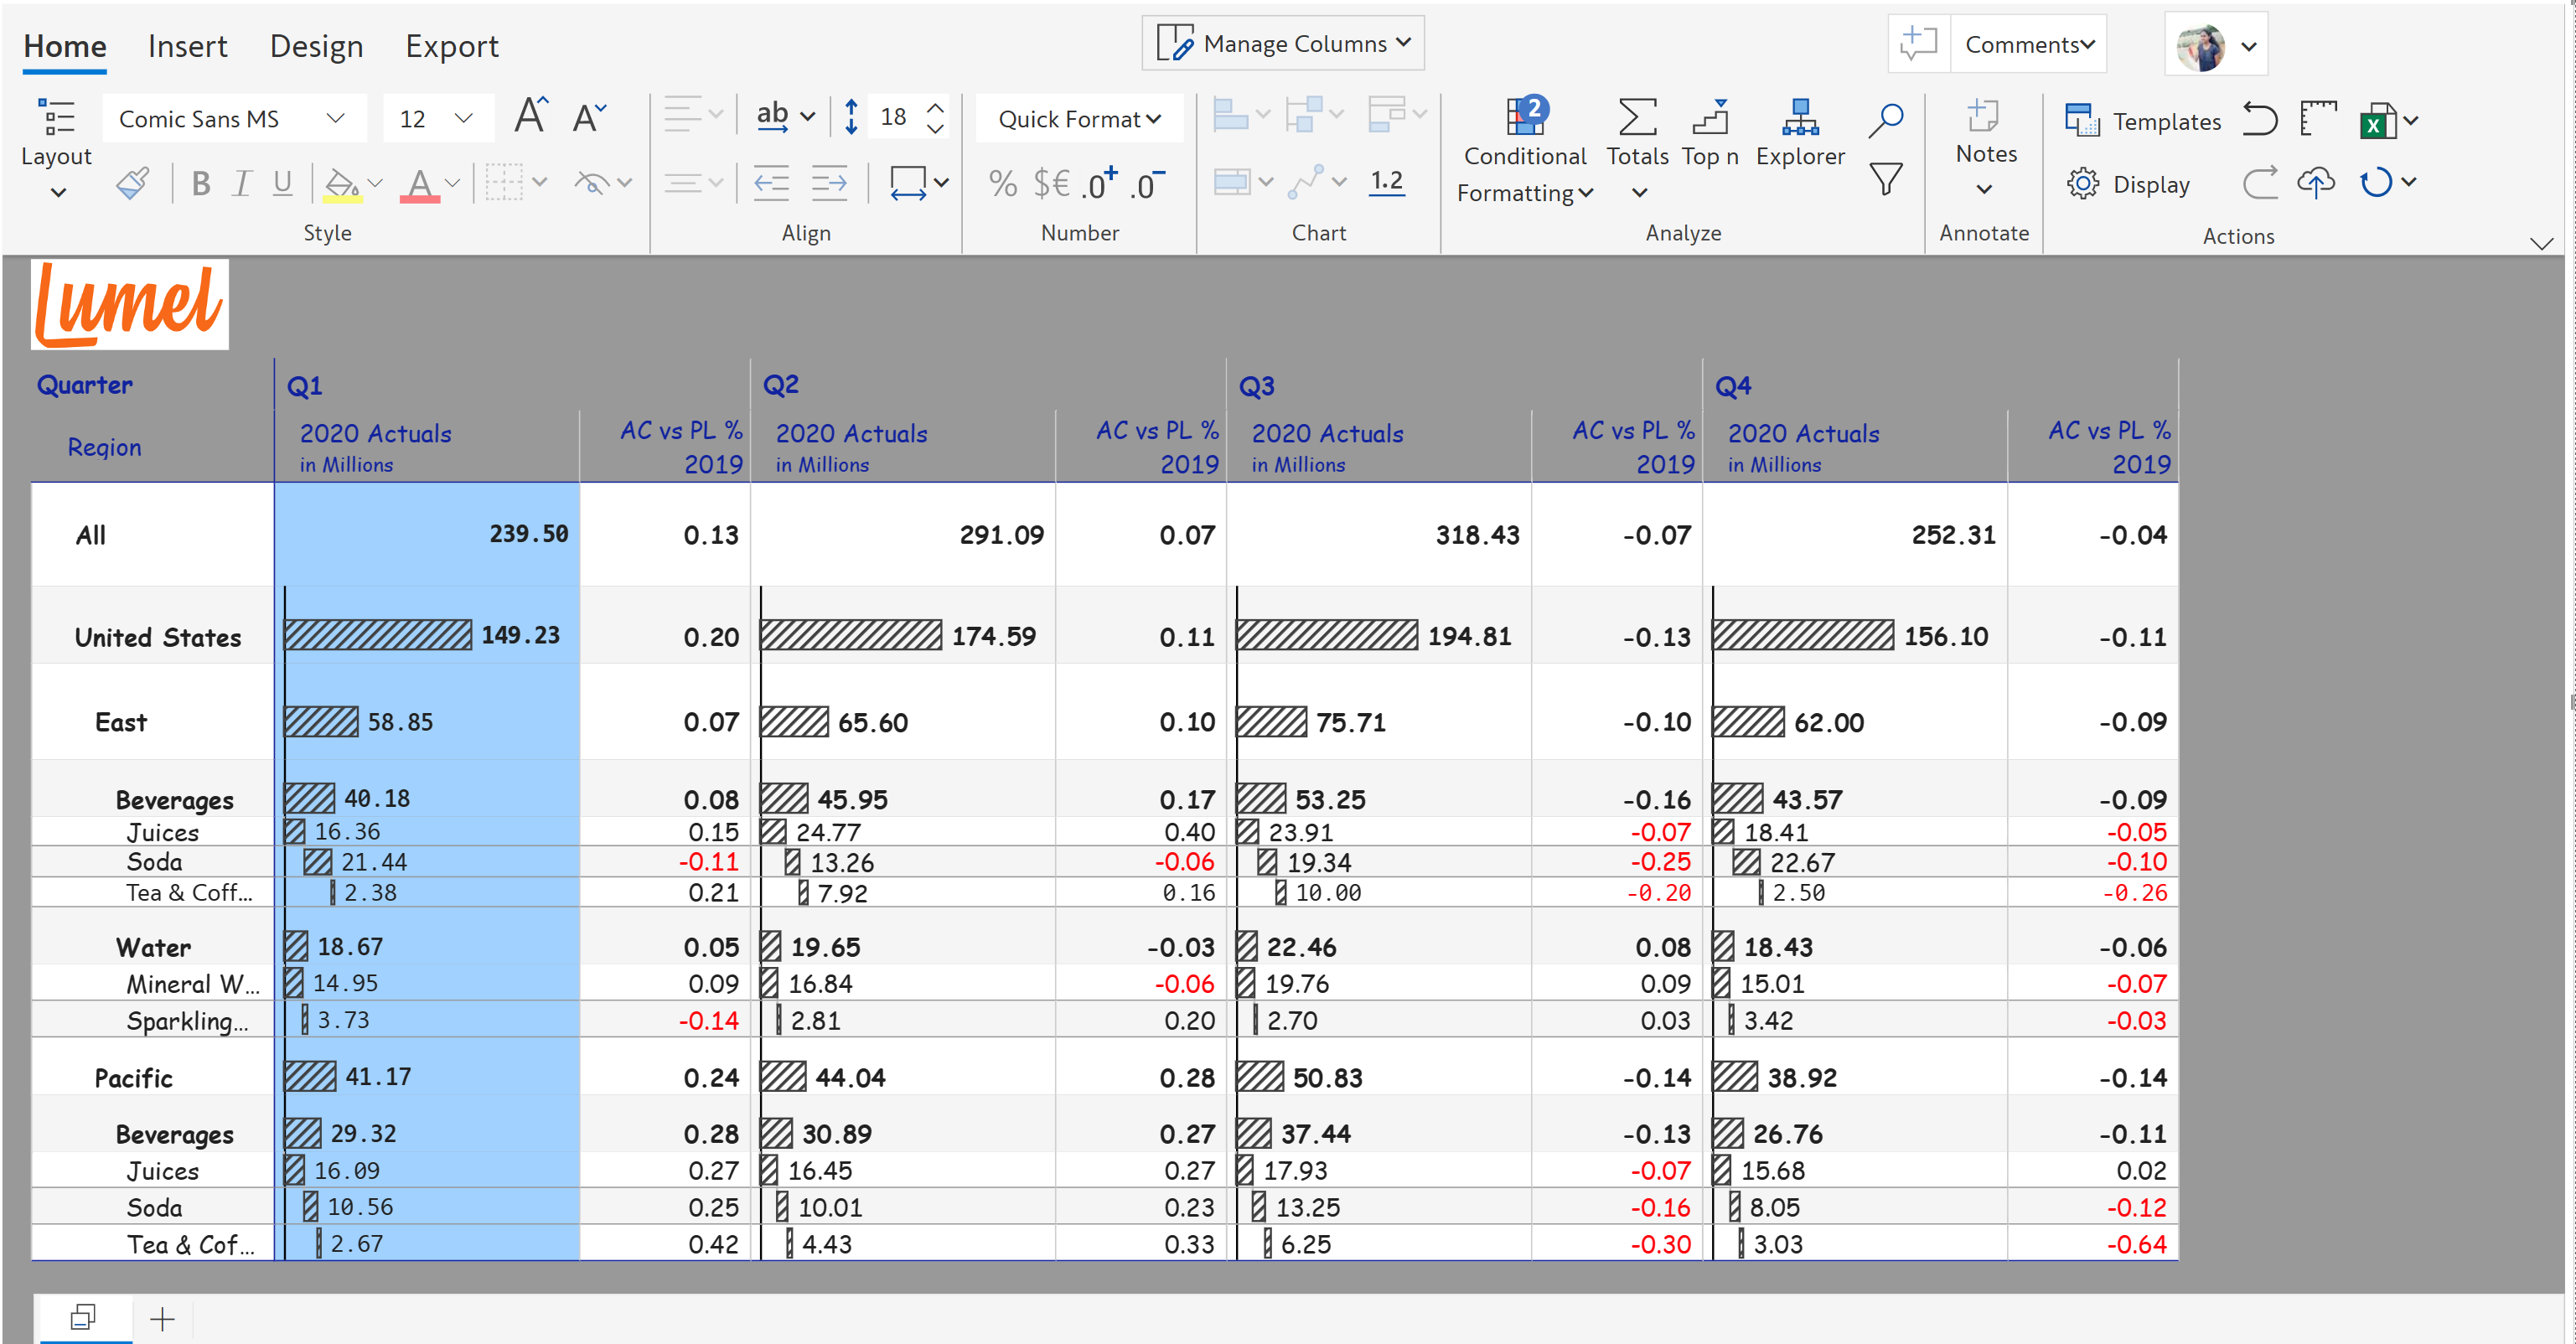 Home Insert Design Export Manage Columns Comments
Layout Comic Sans MS 12 A A ab 18 Quick Format 2 Conditional Formatting Totals Top n Explorer Notes Templates X
B I U A % $€ .0+ .0- 1.2 Display
Style Align Number Chart Analyze Annotate Actions
Lumel
Quarter Q1 Q2 Q3 Q4
Region 2020 Actuals in Millions AC vs PL % 2019 2020 Actuals in Millions AC vs PL % 2019 2020 Actuals in Millions AC vs PL % 2019 2020 Actuals in Millions AC vs PL % 2019
All 239.50 0.13 291.09 0.07 318.43 -0.07 252.31 -0.04
United States 149.23 0.20 174.59 0.11 194.81 -0.13 156.10 -0.11
East 58.85 0.07 65.60 0.10 75.71 -0.10 62.00 -0.09
Beverages 40.18 0.08 45.95 0.17 53.25 -0.16 43.57 -0.09
Juices 16.36 0.15 24.77 0.40 23.91 -0.07 18.41 -0.05
Soda 21.44 -0.11 13.26 -0.06 19.34 -0.25 22.67 -0.10
Tea & Coff... 2.38 0.21 7.92 0.16 10.00 -0.20 2.50 -0.26
Water 18.67 0.05 19.65 -0.03 22.46 0.08 18.43 -0.06
Mineral W... 14.95 0.09 16.84 -0.06 19.76 0.09 15.01 -0.07
Sparkling... 3.73 -0.14 2.81 0.20 2.70 0.03 3.42 -0.03
Pacific 41.17 0.24 44.04 0.28 50.83 -0.14 38.92 -0.14
Beverages 29.32 0.28 30.89 0.27 37.44 -0.13 26.76 -0.11
Juices 16.09 0.27 16.45 0.27 17.93 -0.07 15.68 0.02
Soda 10.56 0.25 10.01 0.23 13.25 -0.16 8.05 -0.12
Tea & Cof... 2.67 0.42 4.43 0.33 6.25 -0.30 3.03 -0.64